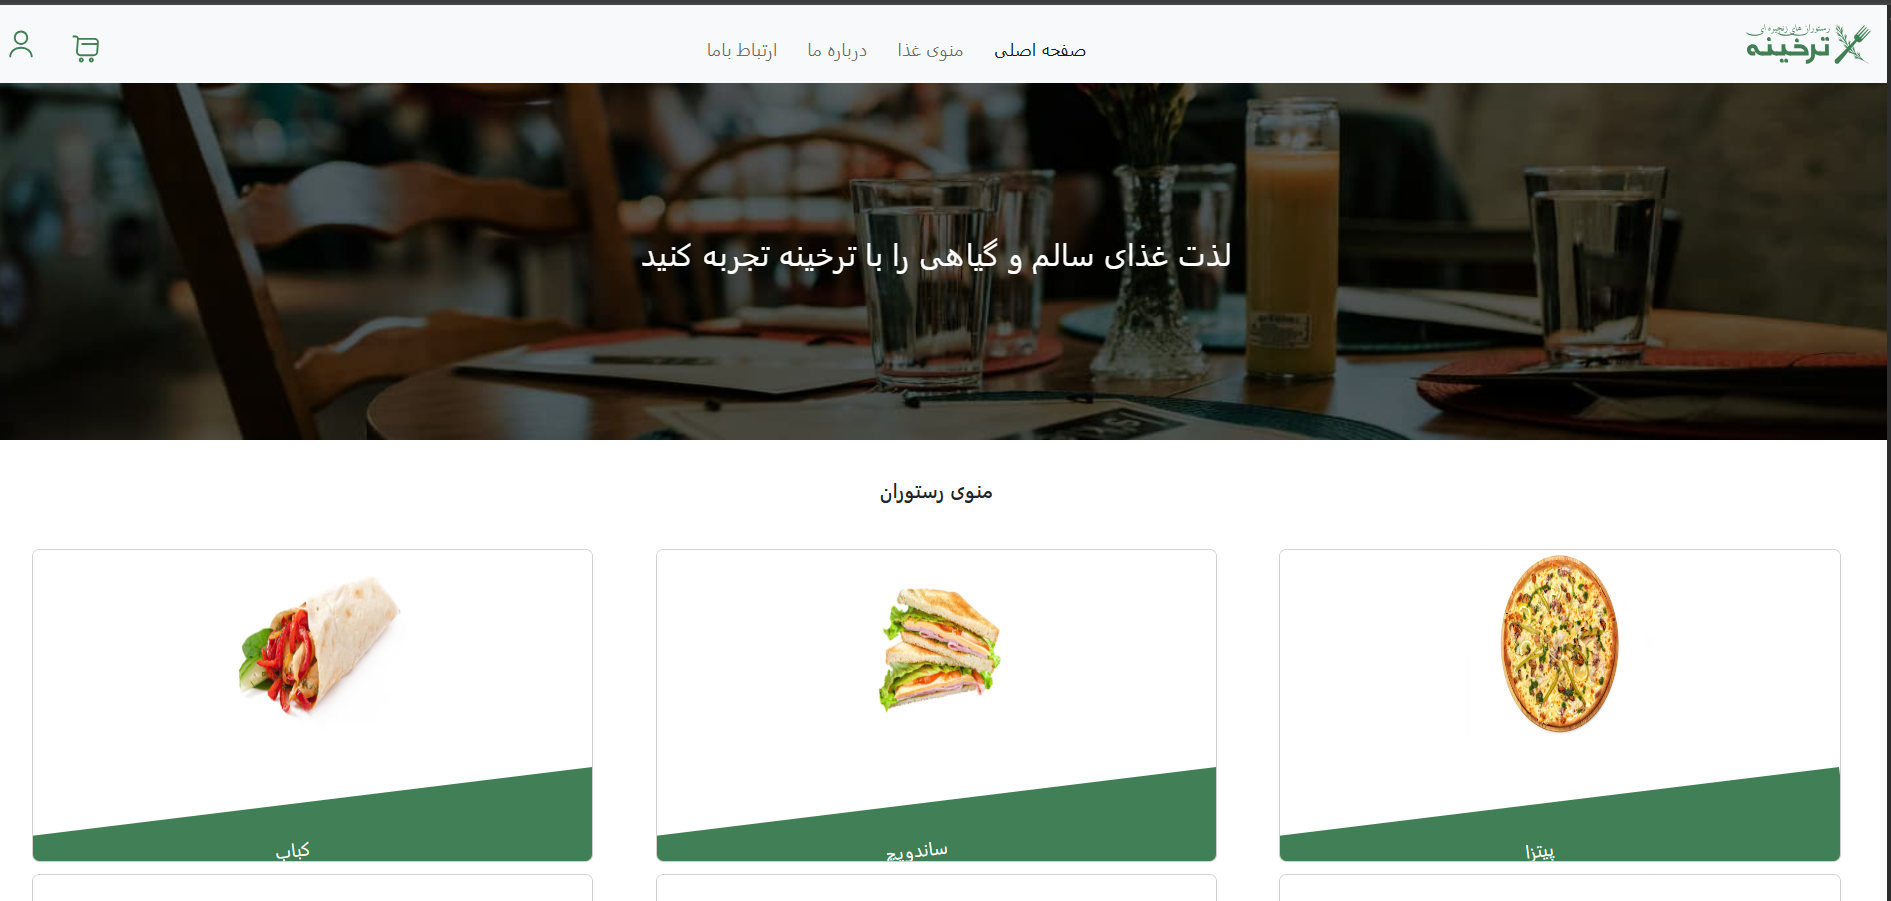 رستوران های زنجیره ای
ترخینه
صفحه اصلی
منوی غذا
درباره ما
ارتباط باما
لذت غذای سالم و گیاهی را با ترخینه تجربه کنید
منوی رستوران
پیتزا
ساندویچ
کباب